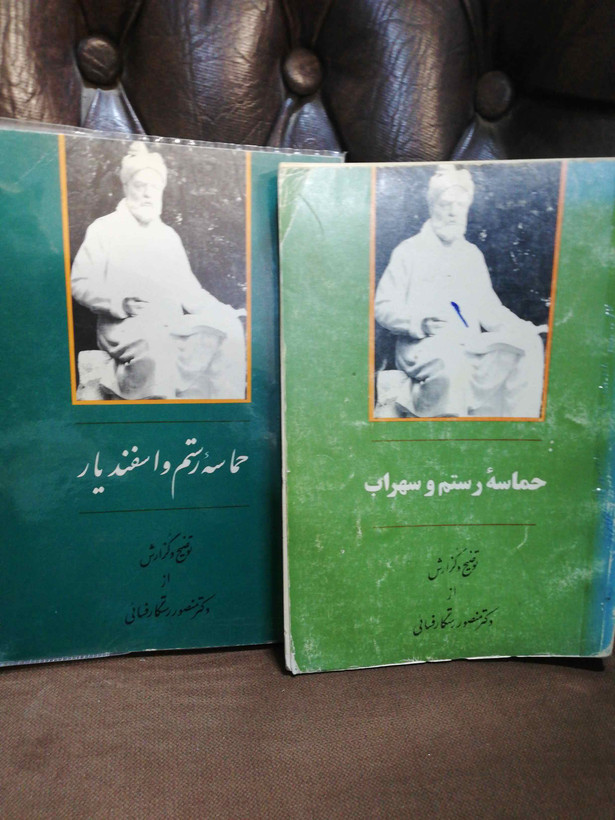 حماسهٔ رستم و اسفندیار
توضیح و گزارش
از
دکتر منصور رستگار فسائی
حماسهٔ رستم و سهراب
توضیح و گزارش
از
دکتر منصور رستگار فسائی